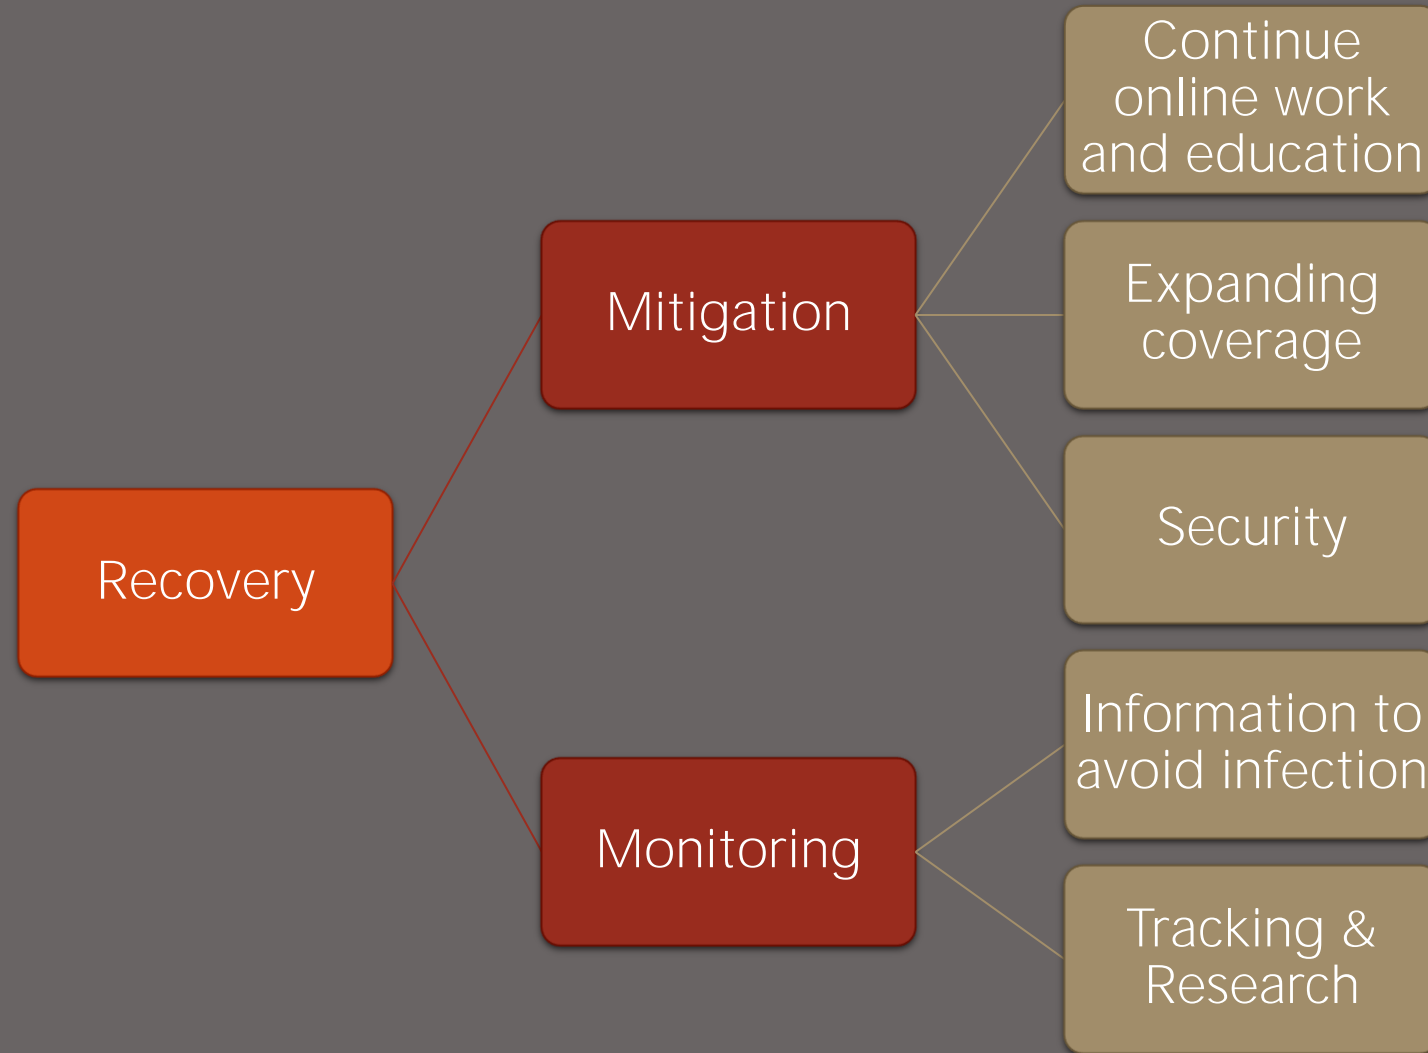 Recovery
Mitigation
Monitoring
Continue
online work
and education
Expanding
coverage
Security
Information to
avoid infection
Tracking &
Research